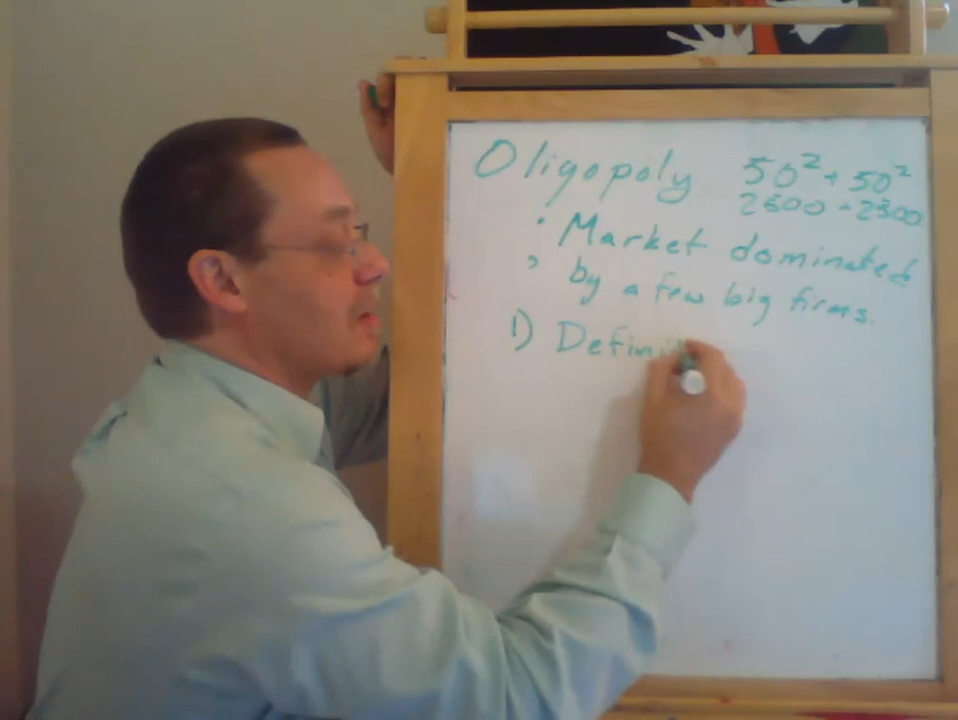 Oligopoly 50² + 50²
2500 - 2500
· Market dominated
, by a few big firms.
1) Defini